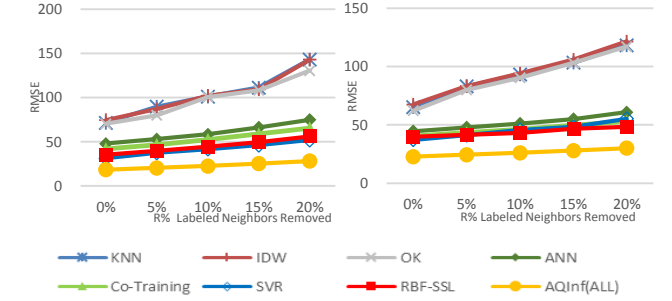 200
150
100
50
0
RMSE
0% 5% 10% 15% 20%
R% Labeled Neighbors Removed
150
100
50
0
RMSE
0% 5% 10% 15% 20%
R% Labeled Neighbors Removed
KNN IDW OK ANN
Co-Training SVR RBF-SSL AQInf(ALL)